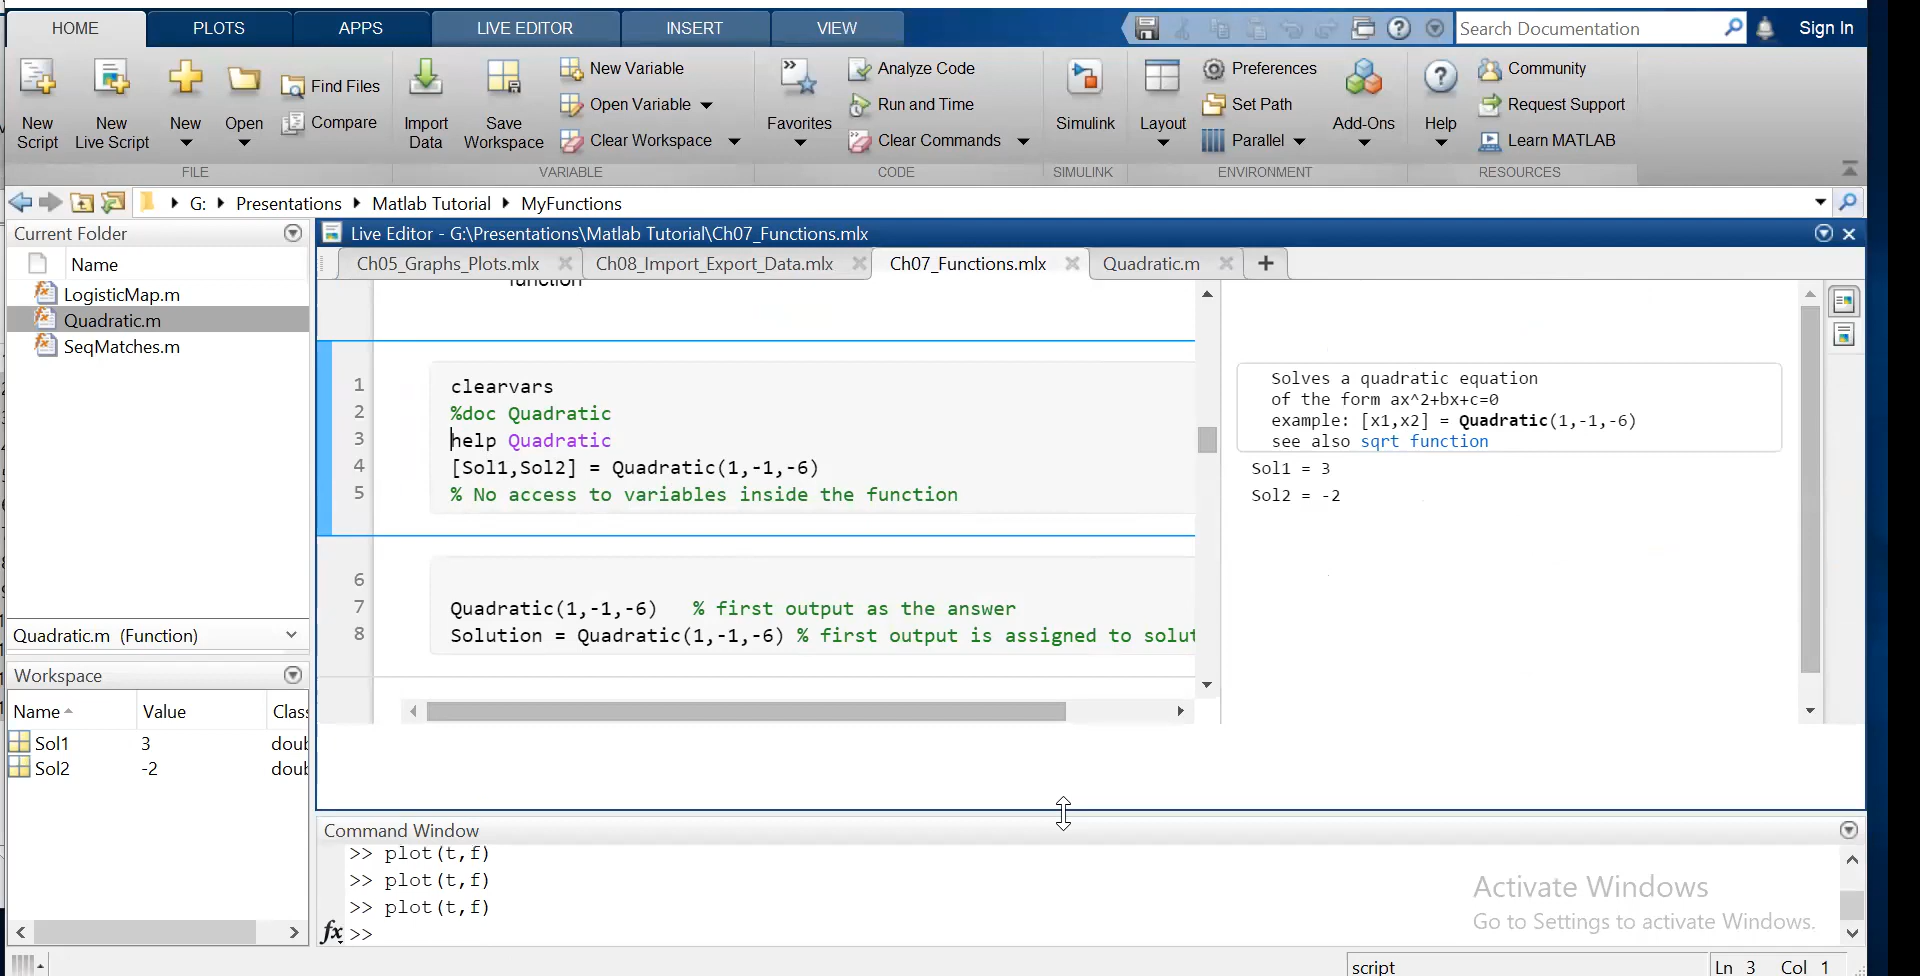 HOME PLOTS APPS LIVE EDITOR INSERT VIEW Search Documentation Sign In
New Script
New Live Script
New
Open
Find Files
Compare
FILE
Import Data
Save Workspace
New Variable
Open Variable
Clear Workspace
VARIABLE
Favorites
Analyze Code
Run and Time
Clear Commands
CODE
Simulink
SIMULINK
Layout
Preferences
Set Path
Parallel
Add-Ons
ENVIRONMENT
Help
Community
Request Support
Learn MATLAB
RESOURCES
G: Presentations Matlab Tutorial MyFunctions
Current Folder
Name
LogisticMap.m
Quadratic.m
SeqMatches.m
Quadratic.m (Function)
Workspace
Name Value Clas
Sol1 3 doub
Sol2 -2 doub
Live Editor - G:\Presentations\Matlab Tutorial\Ch07_Functions.mlx
Ch05_Graphs_Plots.mlx Ch08_Import_Export_Data.mlx Ch07_Functions.mlx Quadratic.m +
function
1 clearvars
2 %doc Quadratic
3 help Quadratic
4 [Sol1,Sol2] = Quadratic(1,-1,-6)
5 % No access to variables inside the function
6
7 Quadratic(1,-1,-6) % first output as the answer
8 Solution = Quadratic(1,-1,-6) % first output is assigned to solut
Solves a quadratic equation
of the form ax^2+bx+c=0
example: [x1,x2] = Quadratic(1,-1,-6)
see also sqrt function
Sol1 = 3
Sol2 = -2
Command Window
>> plot(t,f)
>> plot(t,f)
>> plot(t,f)
fx >>
Activate Windows
Go to Settings to activate Windows.
script Ln 3 Col 1